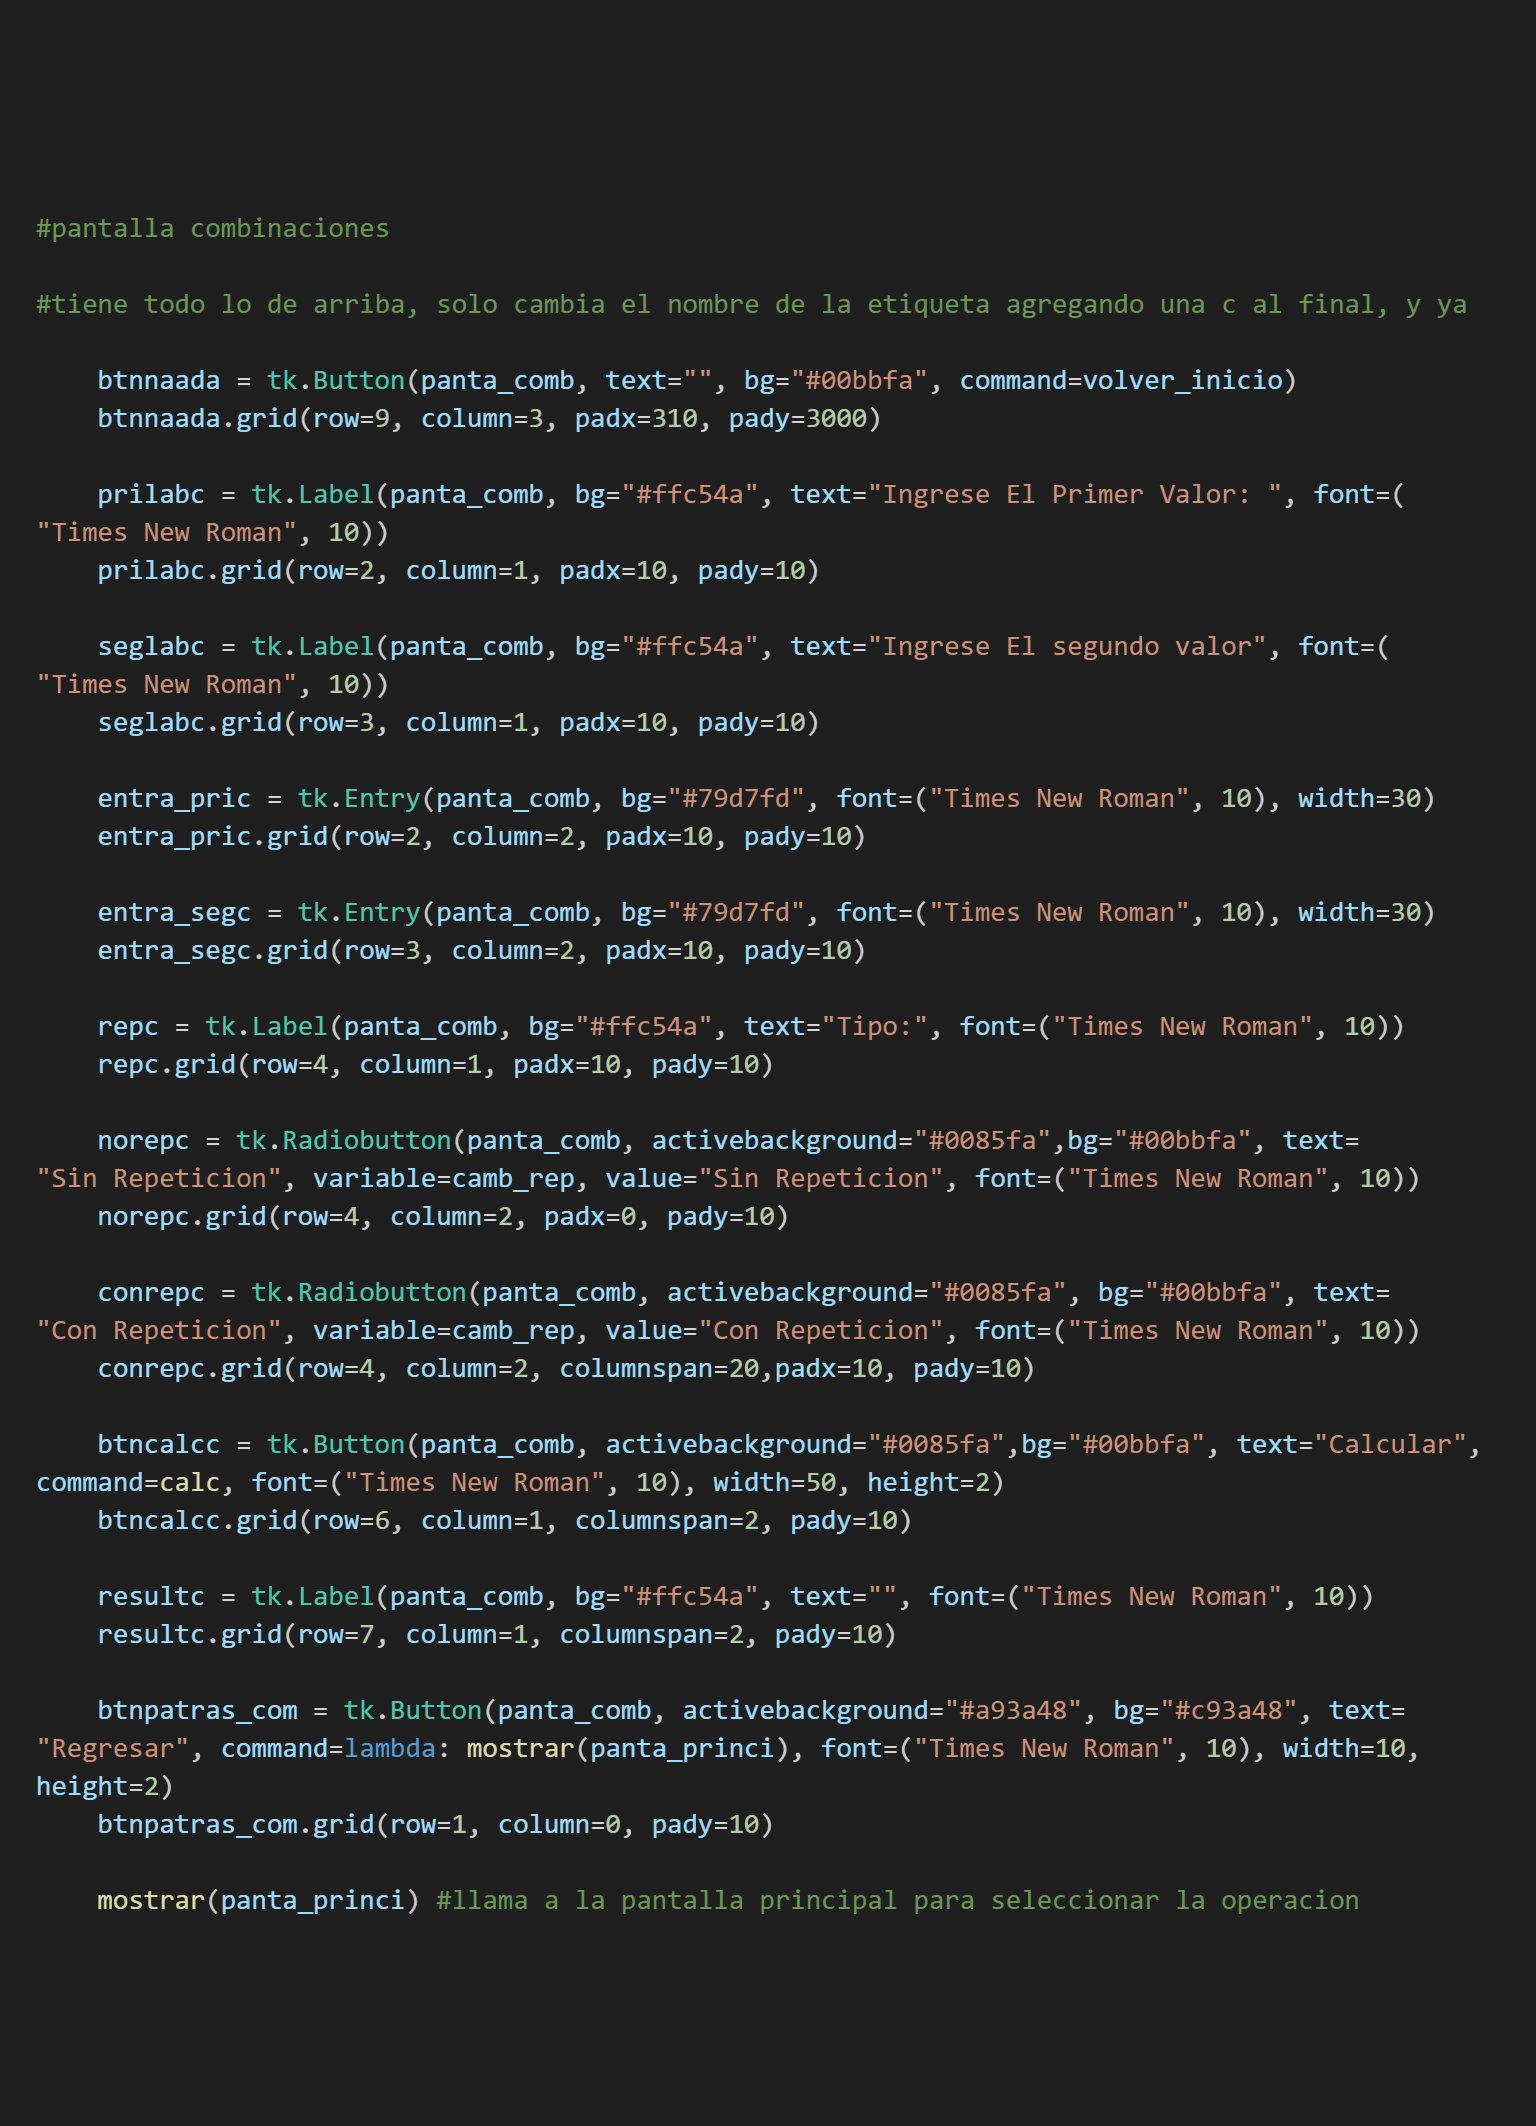 #pantalla combinaciones
#tiene todo lo de arriba, solo cambia el nombre de la etiqueta agregando una c al final, y ya
    btnnaada = tk.Button(panta_comb, text="", bg="#00bbfa", command=volver_inicio)
    btnnaada.grid(row=9, column=3, padx=310, pady=3000)
    prilabc = tk.Label(panta_comb, bg="#ffc54a", text="Ingrese El Primer Valor: ", font=(
"Times New Roman", 10))
    prilabc.grid(row=2, column=1, padx=10, pady=10)
    seglabc = tk.Label(panta_comb, bg="#ffc54a", text="Ingrese El segundo valor", font=(
"Times New Roman", 10))
    seglabc.grid(row=3, column=1, padx=10, pady=10)
    entra_pric = tk.Entry(panta_comb, bg="#79d7fd", font=("Times New Roman", 10), width=30)
    entra_pric.grid(row=2, column=2, padx=10, pady=10)
    entra_segc = tk.Entry(panta_comb, bg="#79d7fd", font=("Times New Roman", 10), width=30)
    entra_segc.grid(row=3, column=2, padx=10, pady=10)
    repc = tk.Label(panta_comb, bg="#ffc54a", text="Tipo:", font=("Times New Roman", 10))
    repc.grid(row=4, column=1, padx=10, pady=10)
    norepc = tk.Radiobutton(panta_comb, activebackground="#0085fa",bg="#00bbfa", text=
"Sin Repeticion", variable=camb_rep, value="Sin Repeticion", font=("Times New Roman", 10))
    norepc.grid(row=4, column=2, padx=0, pady=10)
    conrepc = tk.Radiobutton(panta_comb, activebackground="#0085fa", bg="#00bbfa", text=
"Con Repeticion", variable=camb_rep, value="Con Repeticion", font=("Times New Roman", 10))
    conrepc.grid(row=4, column=2, columnspan=20,padx=10, pady=10)
    btncalcc = tk.Button(panta_comb, activebackground="#0085fa",bg="#00bbfa", text="Calcular",
command=calc, font=("Times New Roman", 10), width=50, height=2)
    btncalcc.grid(row=6, column=1, columnspan=2, pady=10)
    resultc = tk.Label(panta_comb, bg="#ffc54a", text="", font=("Times New Roman", 10))
    resultc.grid(row=7, column=1, columnspan=2, pady=10)
    btnpatras_com = tk.Button(panta_comb, activebackground="#a93a48", bg="#c93a48", text=
"Regresar", command=lambda: mostrar(panta_princi), font=("Times New Roman", 10), width=10,
height=2)
    btnpatras_com.grid(row=1, column=0, pady=10)
    mostrar(panta_princi) #llama a la pantalla principal para seleccionar la operacion